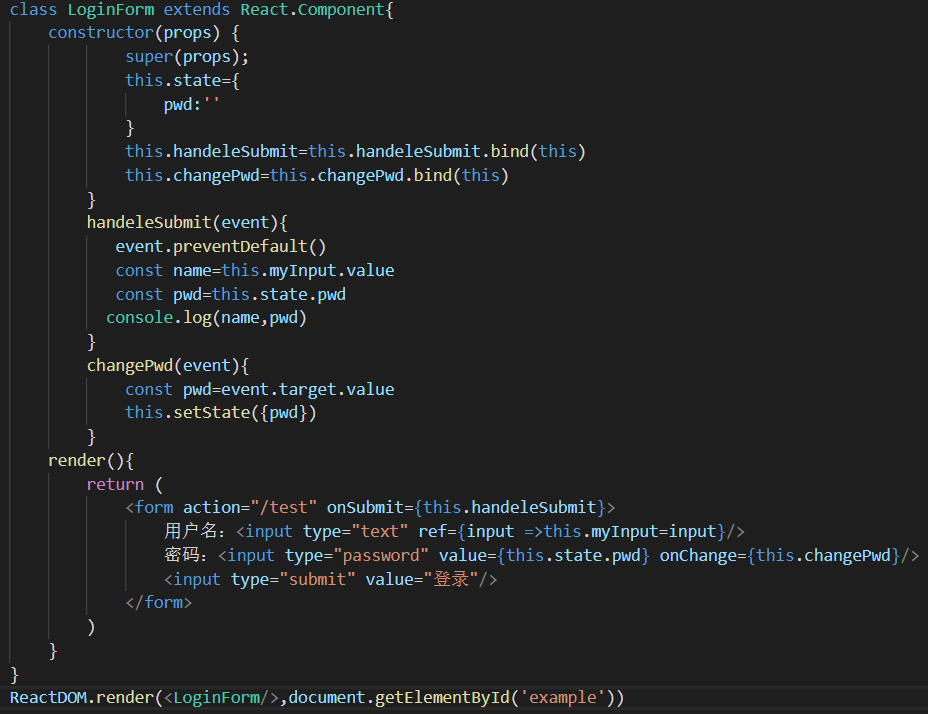 class LoginForm extends React.Component{
    constructor(props) {
            super(props);
            this.state={
                pwd:''
            }
            this.handeleSubmit=this.handeleSubmit.bind(this)
            this.changePwd=this.changePwd.bind(this)
        }
        handeleSubmit(event){
           event.preventDefault()
           const name=this.myInput.value
           const pwd=this.state.pwd
          console.log(name,pwd)
        }
        changePwd(event){
            const pwd=event.target.value
            this.setState({pwd})
        }
    render(){
        return (
            <form action="/test" onSubmit={this.handeleSubmit}>
                用户名：<input type="text" ref={input =>this.myInput=input}/>
                密码：<input type="password" value={this.state.pwd} onChange={this.changePwd}/>
                <input type="submit" value="登录"/>
            </form>
        )
    }
}
ReactDOM.render(<LoginForm/>,document.getElementById('example'))